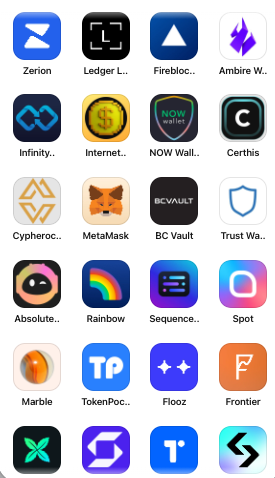 L
Zerion Ledger L.. Firebloc.. Ambire W..
NOW
wallet
C
Infinity.. Internet.. NOW Wall.. Certhis
BCVAULT
Cypheroc.. MetaMask BC Vault Trust Wa..
Absolute.. Rainbow Sequence.. Spot
TP
F
Marble TokenPoc.. Flooz Frontier